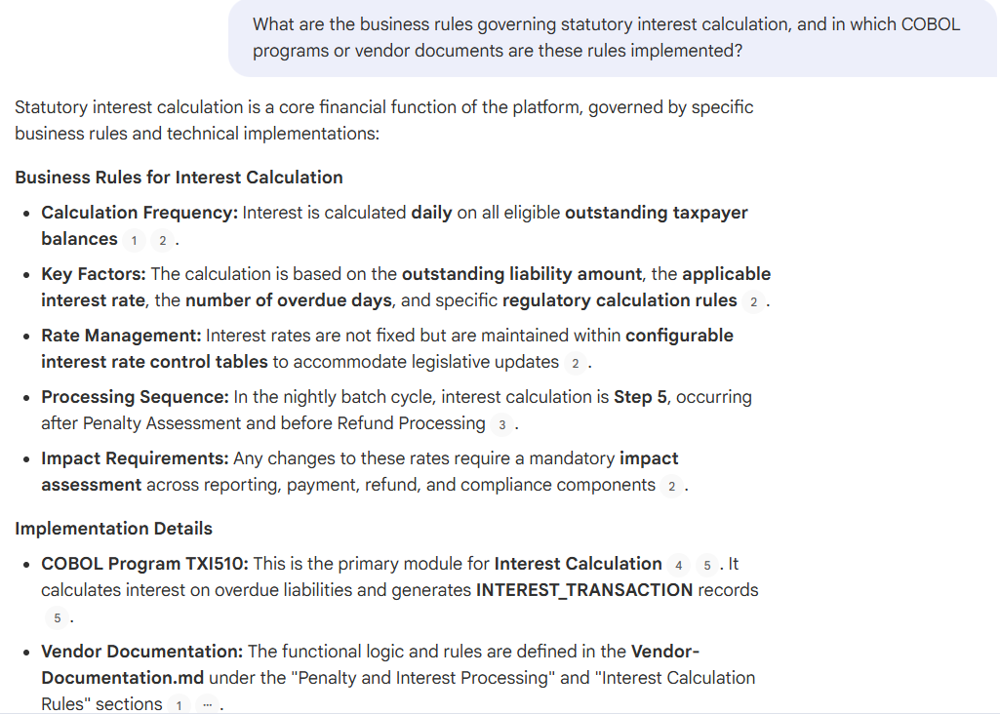 What are the business rules governing statutory interest calculation, and in which COBOL
programs or vendor documents are these rules implemented?
Statutory interest calculation is a core financial function of the platform, governed by specific
business rules and technical implementations:
Business Rules for Interest Calculation
• Calculation Frequency: Interest is calculated daily on all eligible outstanding taxpayer
balances 1 2 .
• Key Factors: The calculation is based on the outstanding liability amount, the applicable
interest rate, the number of overdue days, and specific regulatory calculation rules 2 .
• Rate Management: Interest rates are not fixed but are maintained within configurable
interest rate control tables to accommodate legislative updates 2 .
• Processing Sequence: In the nightly batch cycle, interest calculation is Step 5, occurring
after Penalty Assessment and before Refund Processing 3 .
• Impact Requirements: Any changes to these rates require a mandatory impact
assessment across reporting, payment, refund, and compliance components 2 .
Implementation Details
• COBOL Program TXI510: This is the primary module for Interest Calculation 4 5 . It
calculates interest on overdue liabilities and generates INTEREST_TRANSACTION records
5 .
• Vendor Documentation: The functional logic and rules are defined in the Vendor-
Documentation.md under the "Penalty and Interest Processing" and "Interest Calculation
Rules" sections 1 ... .